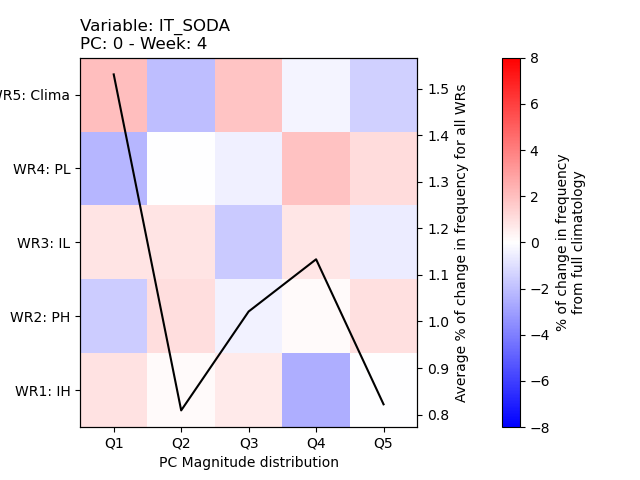 Variable: IT_SODA
PC: 0 - Week: 4
WR5: Clima
WR4: PL
WR3: IL
WR2: PH
WR1: IH
Q1 Q2 Q3 Q4 Q5
PC Magnitude distribution
1.5
1.4
1.3
1.2
1.1
1.0
0.9
0.8
Average % of change in frequency for all WRs
8
6
4
2
0
−2
−4
−6
−8
% of change in frequency
from full climatology